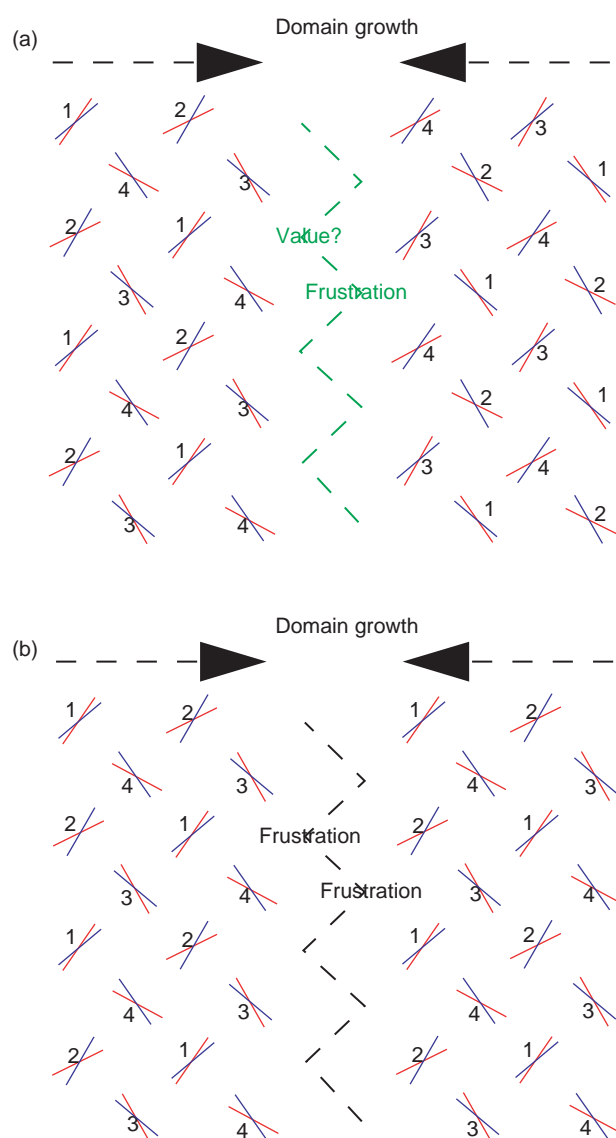 Domain growth
(a)
1 2 4 3
4 3 2 1
2 1 3 4
Value?
3 4 Frustration 1 2
1 2 4 3
4 3 2 1
2 1 3 4
3 4 1 2
Domain growth
(b)
1 2 1 2
4 3 4 3
2 1 Frustration 2 1
3 4 Frustration 3 4
1 2 1 2
4 3 4 3
2 1 2 1
3 4 3 4